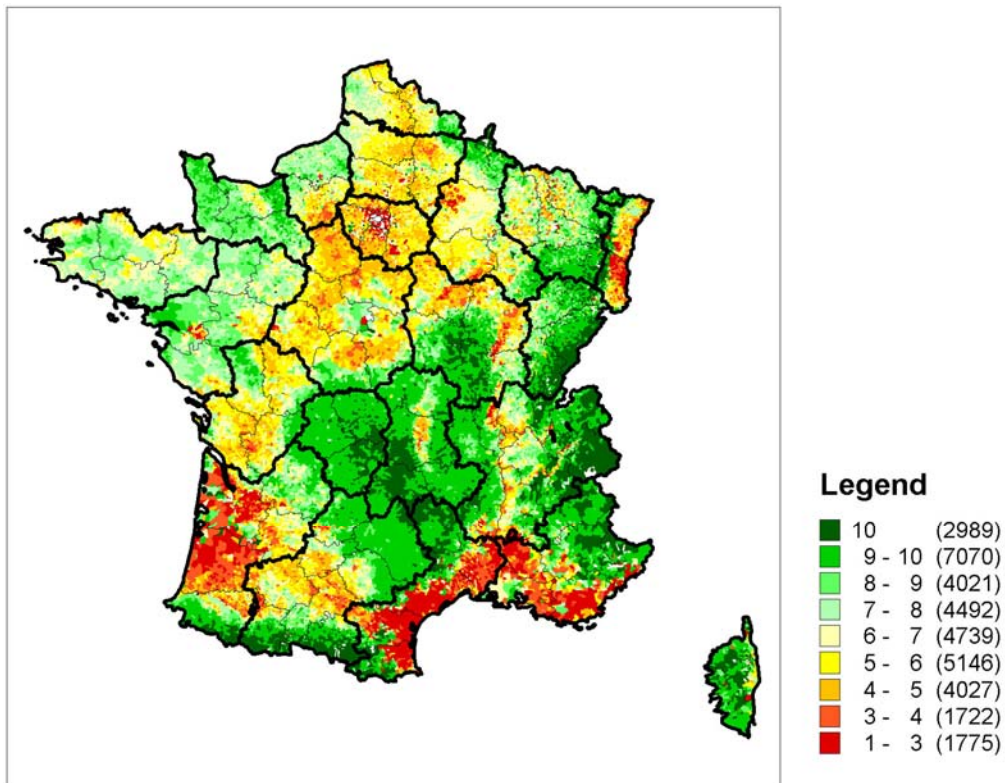 Legend
10 (2989)
9 - 10 (7070)
8 - 9 (4021)
7 - 8 (4492)
6 - 7 (4739)
5 - 6 (5146)
4 - 5 (4027)
3 - 4 (1722)
1 - 3 (1775)